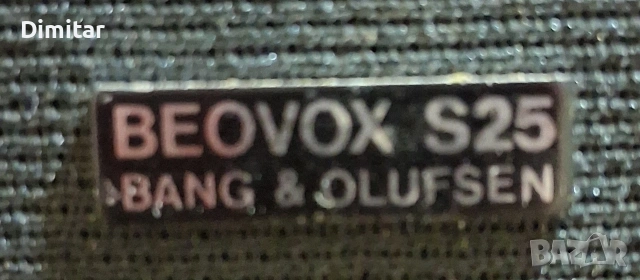 Dimitar
BEOVOX S25
BANG & OLUFSEN
BAZAR